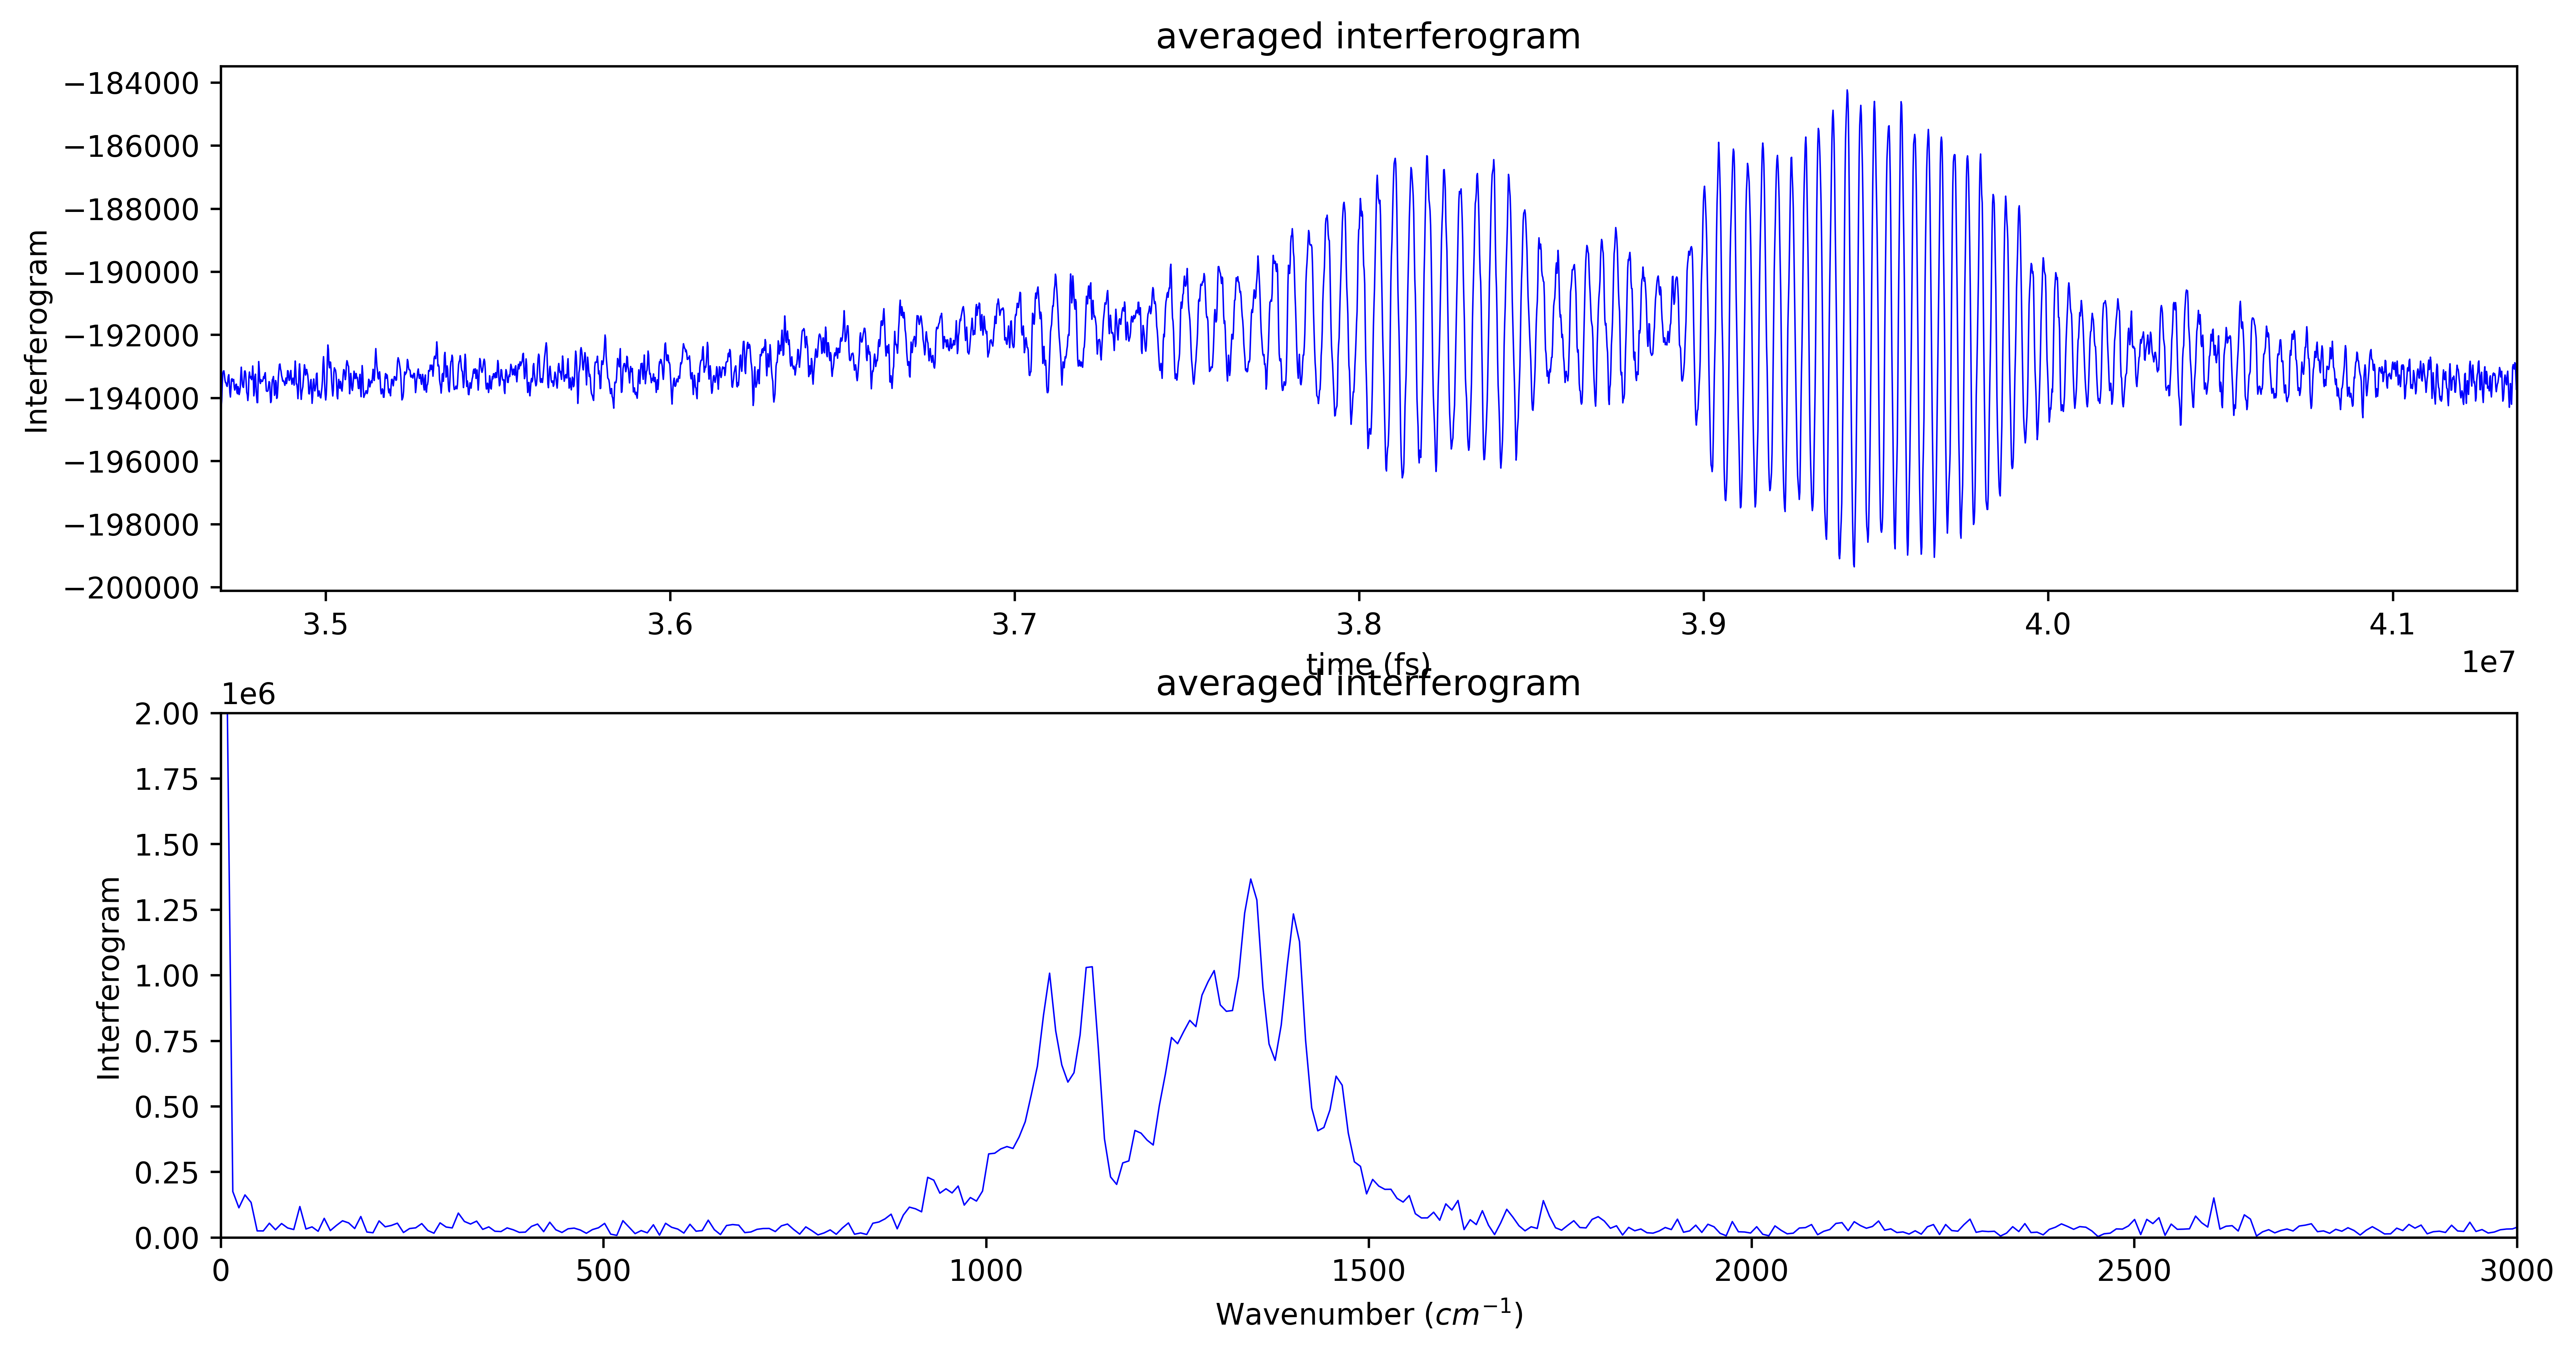 averaged interferogram
−184000
−186000
−188000
−190000
−192000
−194000
−196000
−198000
−200000
Interferogram
3.5 3.6 3.7 3.8 3.9 4.0 4.1
time (fs)
1e7
averaged interferogram
1e6
2.00
1.75
1.50
1.25
1.00
0.75
0.50
0.25
0.00
Interferogram
0 500 1000 1500 2000 2500 3000
Wavenumber (cm⁻¹)